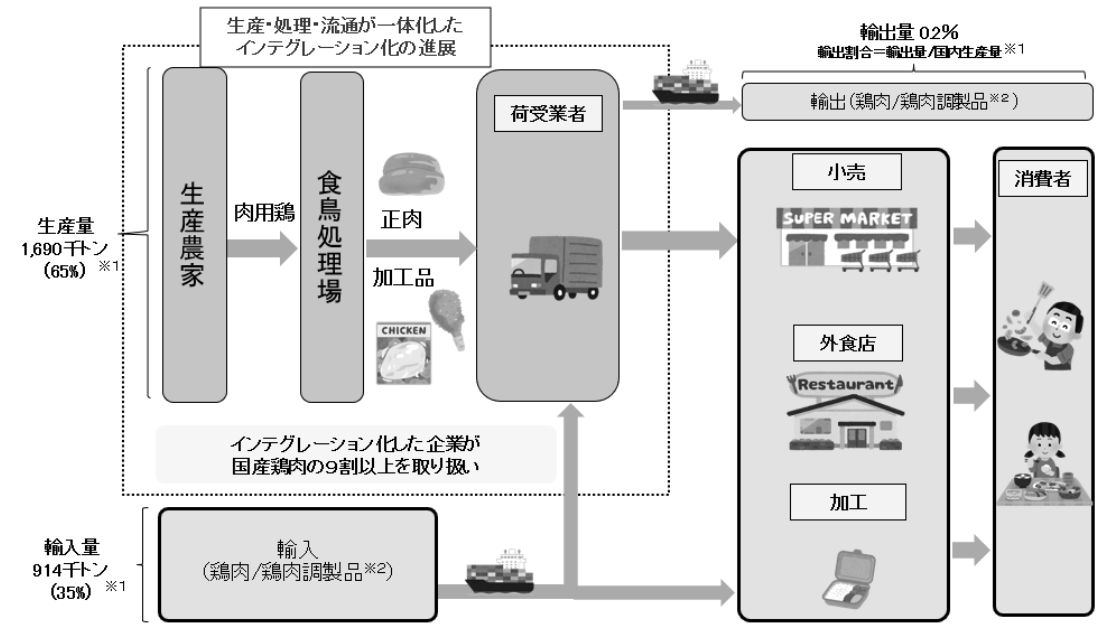 生産・処理・流通が一体化した
インテグレーション化の進展
輸出量 0.2%
輸出割合=輸出量/国内生産量※1
輸出(鶏肉/鶏肉調製品※2)
荷受業者
生産農家
肉用鶏
食鳥処理場
正肉
加工品
CHICKEN
生産量
1,690千トン
(65%) ※1
小売
SUPER MARKET
消費者
外食店
Restaurant
インテグレーション化した企業が
国産鶏肉の9割以上を取り扱い
加工
輸入量
914千トン
(35%) ※1
輸入
(鶏肉/鶏肉調製品※2)